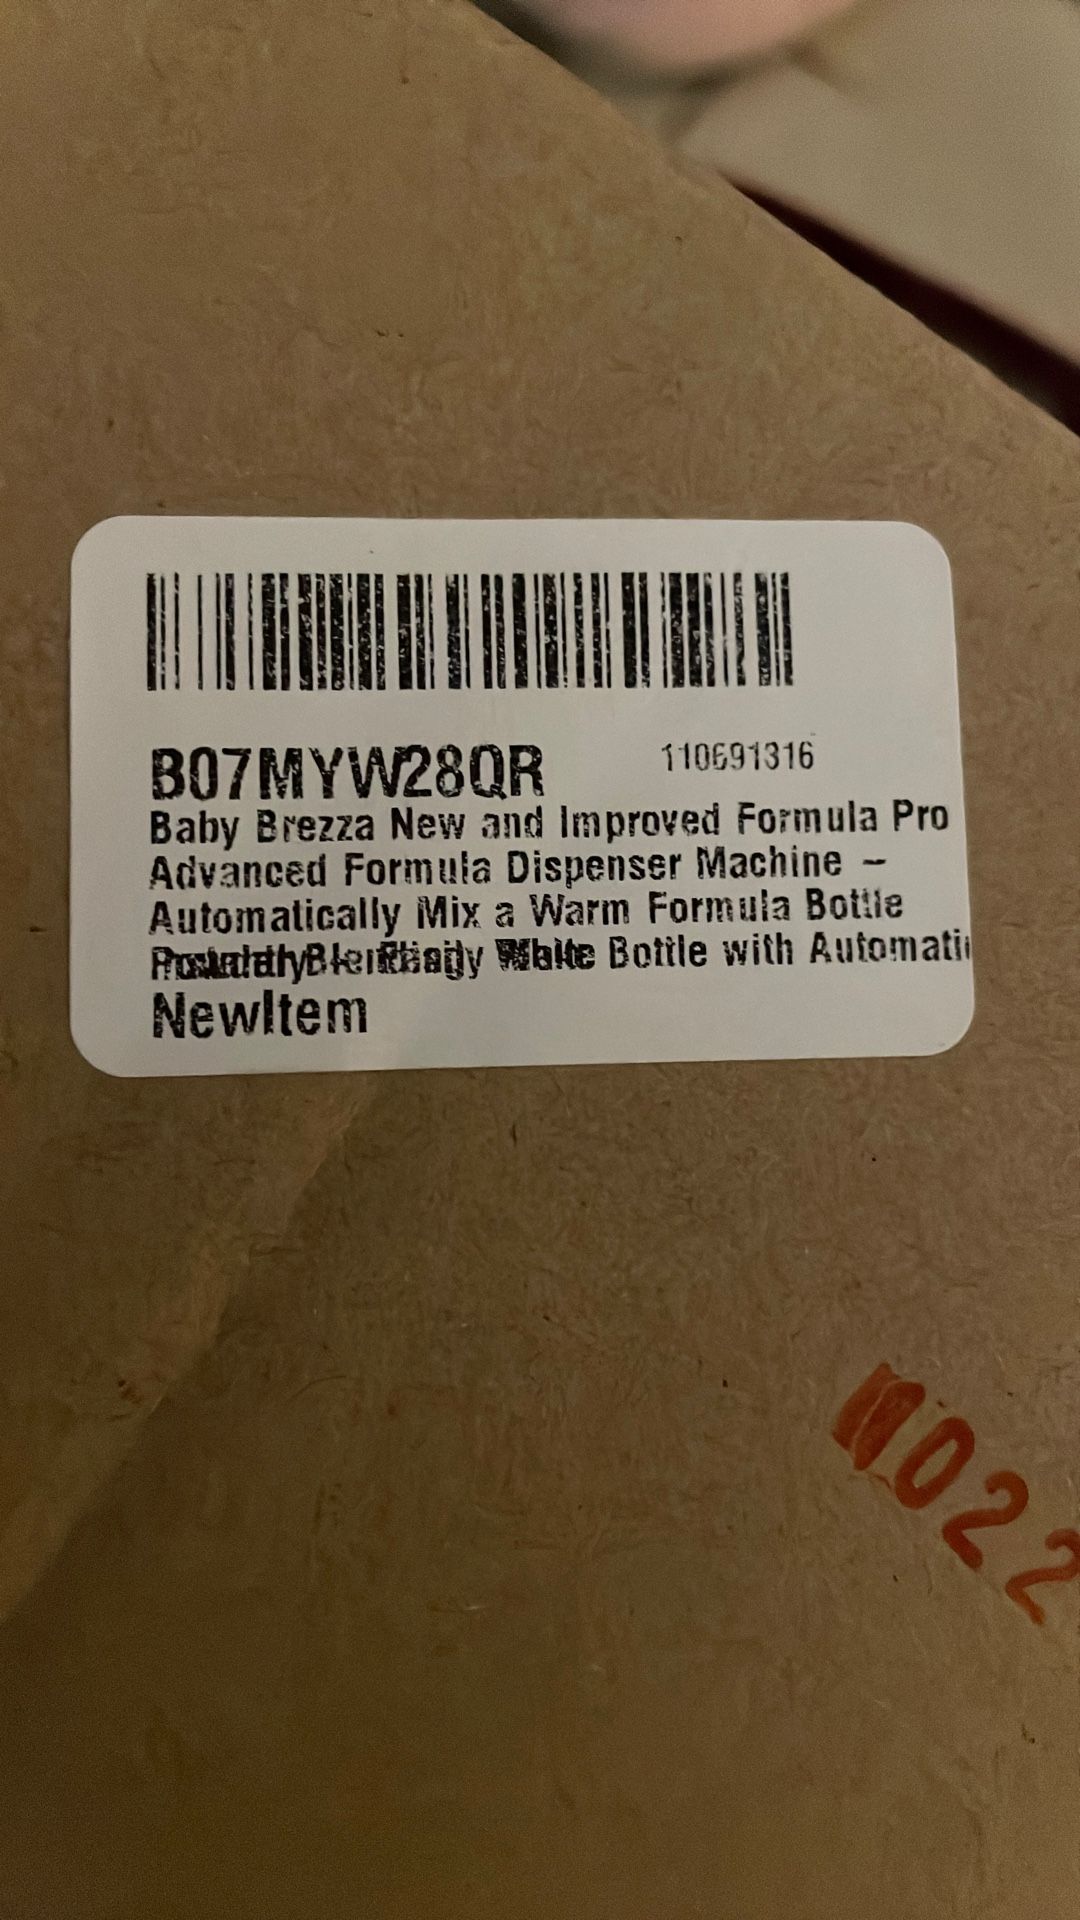 B07MYW28QR 110691316
Baby Brezza New and Improved Formula Pro
Advanced Formula Dispenser Machine –
Automatically Mix a Warm Formula Bottle
Bottle with Automati
NewItem
022